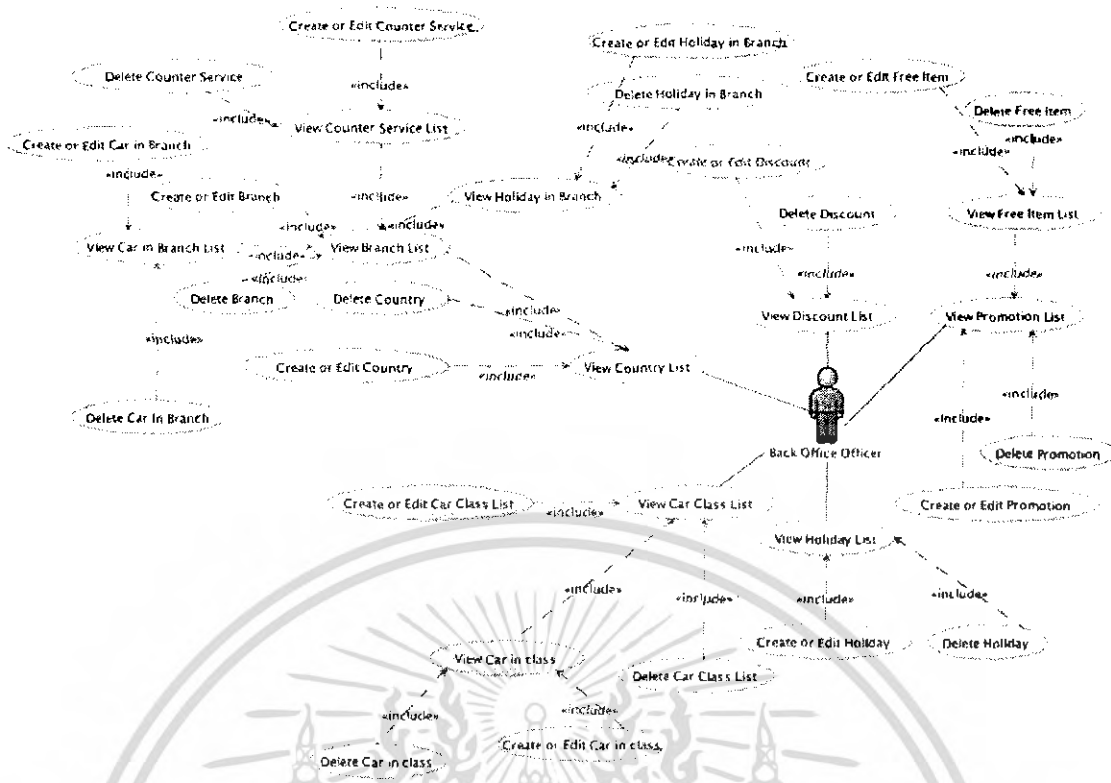 Create or Edit Counter Service
Create or Edit Holiday in Branch
Delete Counter Service
Create or Edit Free Item
«include»
Delete Holiday in Branch
Delete Free Item
«include»
View Counter Service List
«include»
«include»
Create or Edit Car in Branch
«include»
Create or Edit Discount
«include»
«include»
Create or Edit Branch
«include»
View Holiday in Branch
Delete Discount
View Free Item List
«include»
«include»
View Car in Branch List
View Branch List
«include»
«include»
«include»
«include»
«include»
Delete Branch
Delete Country
«include»
View Discount List
View Promotion List
«include»
«include»
Create or Edit Country
«include»
View Country List
«include»
Delete Car In Branch
«include»
Back Office Officer
Delete Promotion
Create or Edit Car Class List
«include»
View Car Class List
Create or Edit Promotion
View Holiday List
«include»
«include»
«include»
«include»
Create or Edit Holiday
Delete Holiday
View Car in class
Delete Car Class List
«include»
«include»
Create or Edit Car in class
Delete Car in class